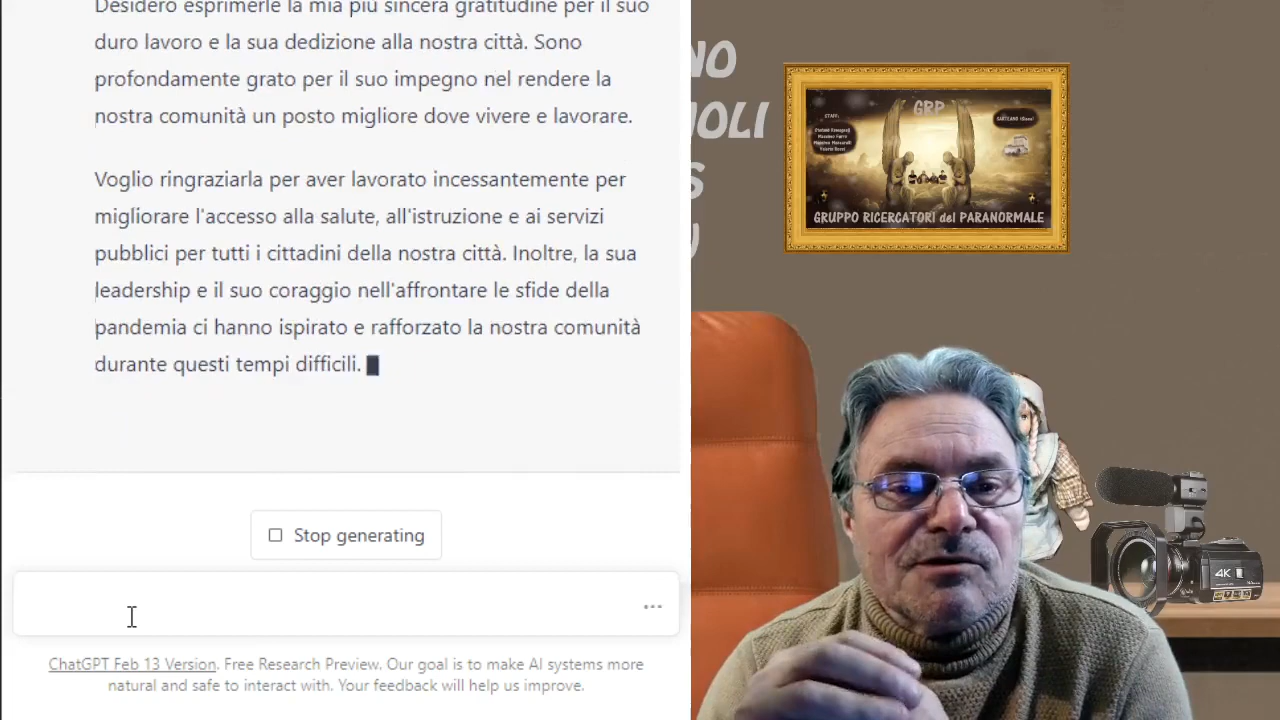 Desidero esprimerle la mia più sincera gratitudine per il suo
duro lavoro e la sua dedizione alla nostra città. Sono
profondamente grato per il suo impegno nel rendere la
nostra comunità un posto migliore dove vivere e lavorare.
Voglio ringraziarla per aver lavorato incessantemente per
migliorare l'accesso alla salute, all'istruzione e ai servizi
pubblici per tutti i cittadini della nostra città. Inoltre, la sua
leadership e il suo coraggio nell'affrontare le sfide della
pandemia ci hanno ispirato e rafforzato la nostra comunità
durante questi tempi difficili.
Stop generating
ChatGPT Feb 13 Version. Free Research Preview. Our goal is to make AI systems more
natural and safe to interact with. Your feedback will help us improve.
NO
OLI
S
GRP
STAFF:
SARTEANO (Siena)
GRUPPO RICERCATORI del PARANORMALE
4K